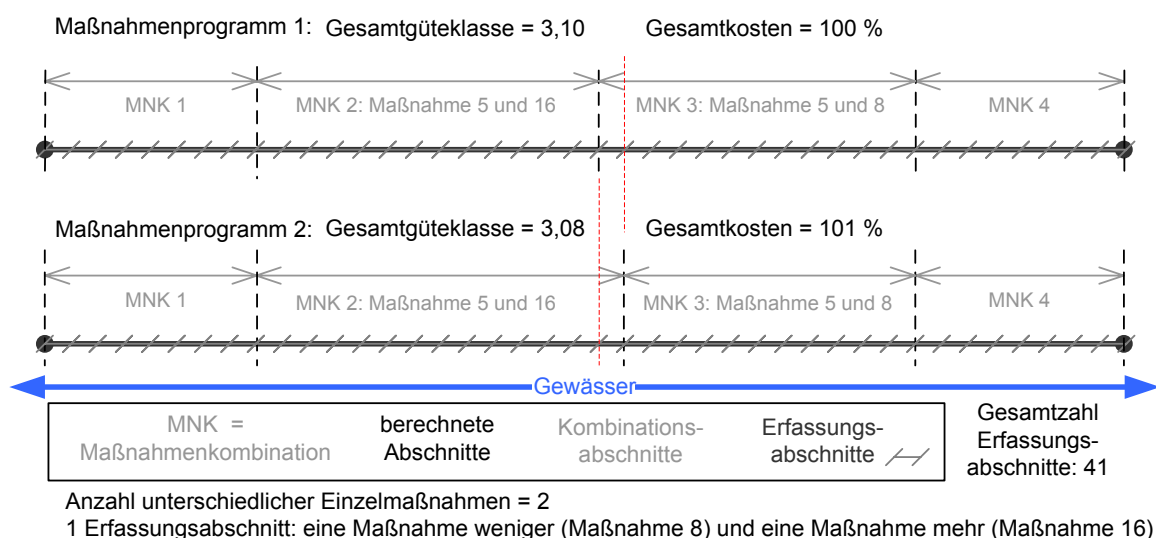 Maßnahmenprogramm 1: Gesamtgüteklasse = 3,10 Gesamtkosten = 100 %
MNK 1 MNK 2: Maßnahme 5 und 16 MNK 3: Maßnahme 5 und 8 MNK 4
Maßnahmenprogramm 2: Gesamtgüteklasse = 3,08 Gesamtkosten = 101 %
MNK 1 MNK 2: Maßnahme 5 und 16 MNK 3: Maßnahme 5 und 8 MNK 4
Gewässer
MNK =
Maßnahmenkombination
berechnete
Abschnitte
Kombinations-
abschnitte
Erfassungs-
abschnitte
Gesamtzahl
Erfassungs-
abschnitte: 41
Anzahl unterschiedlicher Einzelmaßnahmen = 2
1 Erfassungsabschnitt: eine Maßnahme weniger (Maßnahme 8) und eine Maßnahme mehr (Maßnahme 16)